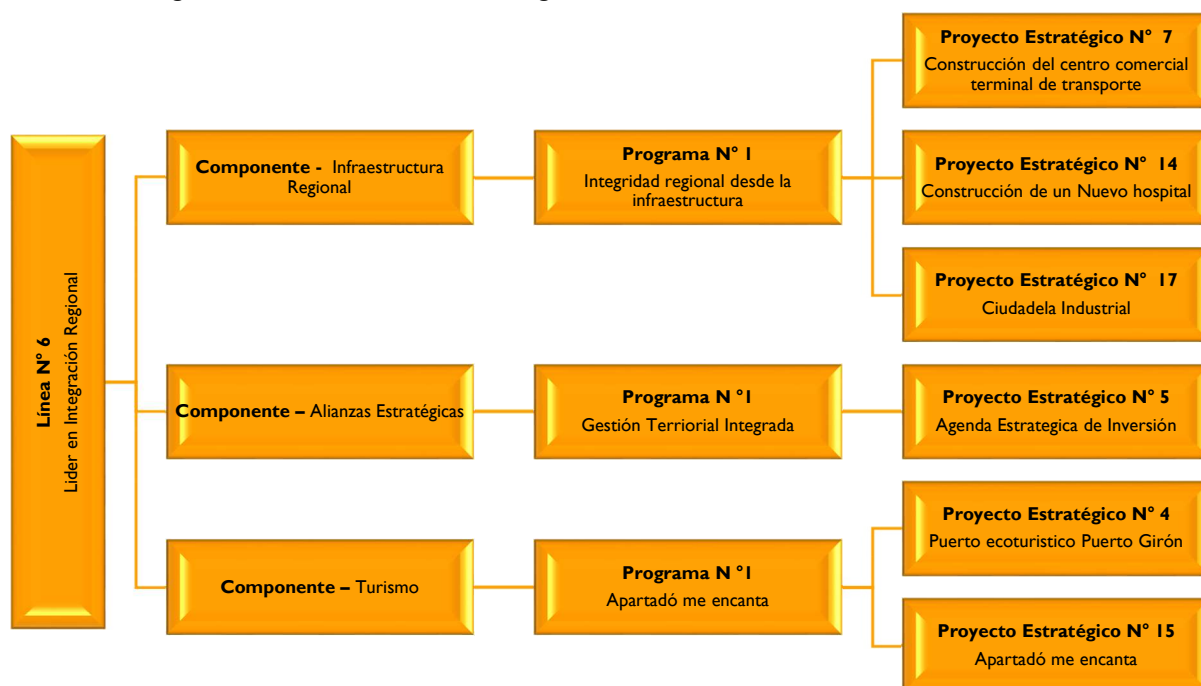 Línea N° 6
Lider en Integración Regional
Componente - Infraestructura
Regional
Programa N° 1
Integridad regional desde la
infraestructura
Proyecto Estratégico N° 7
Construcción del centro comercial
terminal de transporte
Proyecto Estratégico N° 14
Construcción de un Nuevo hospital
Proyecto Estratégico N° 17
Ciudadela Industrial
Componente – Alianzas Estratégicas
Programa N °1
Gestión Terriorial Integrada
Proyecto Estratégico N° 5
Agenda Estrategica de Inversión
Componente – Turismo
Programa N °1
Apartadó me encanta
Proyecto Estratégico N° 4
Puerto ecoturistico Puerto Girón
Proyecto Estratégico N° 15
Apartadó me encanta